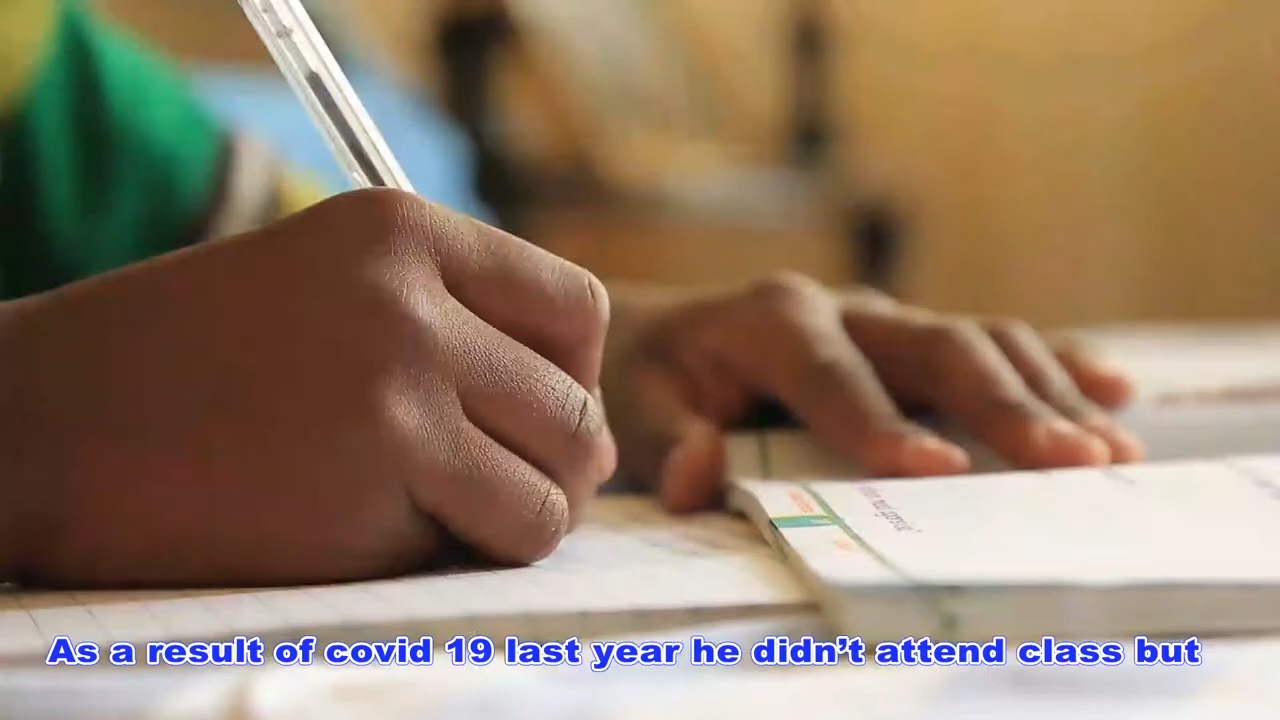 As a result of covid 19 last year he didn’t attend class but